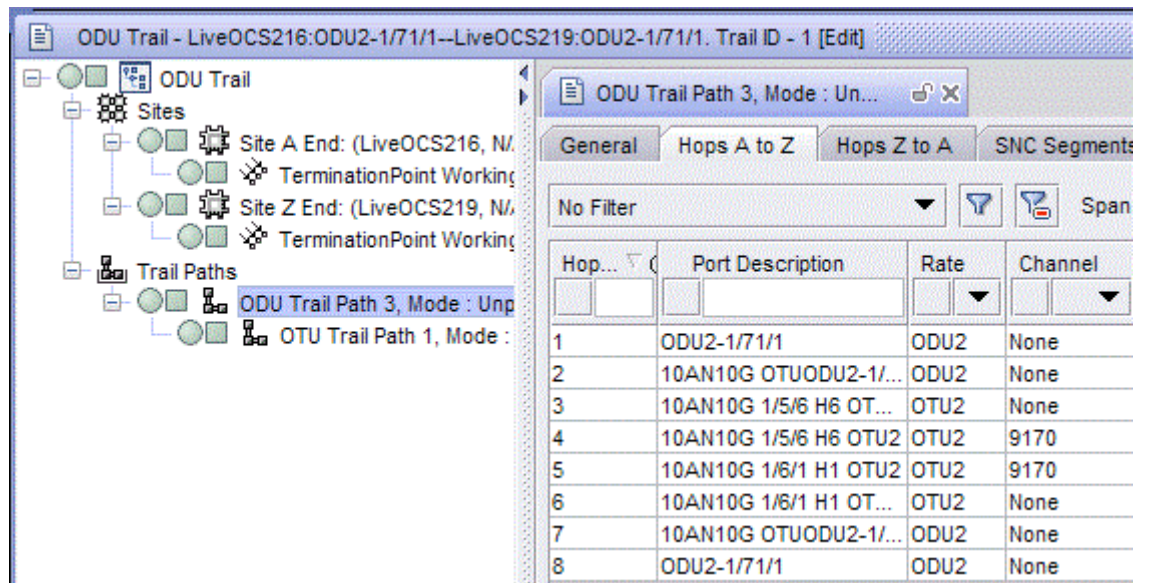 ODU Trail - LiveOCS216:ODU2-1/71/1--LiveOCS219:ODU2-1/71/1. Trail ID - 1 [Edit]
ODU Trail
Sites
Site A End: (LiveOCS216, N/
TerminationPoint Working
Site Z End: (LiveOCS219, N/
TerminationPoint Working
Trail Paths
ODU Trail Path 3, Mode : Unp
OTU Trail Path 1, Mode :
ODU Trail Path 3, Mode : Un...
General Hops A to Z Hops Z to A SNC Segments
No Filter Span
Hop... Port Description Rate Channel
1 ODU2-1/71/1 ODU2 None
2 10AN10G OTUODU2-1/... ODU2 None
3 10AN10G 1/5/6 H6 OT... OTU2 None
4 10AN10G 1/5/6 H6 OTU2 OTU2 9170
5 10AN10G 1/6/1 H1 OTU2 OTU2 9170
6 10AN10G 1/6/1 H1 OT... OTU2 None
7 10AN10G OTUODU2-1/... ODU2 None
8 ODU2-1/71/1 ODU2 None